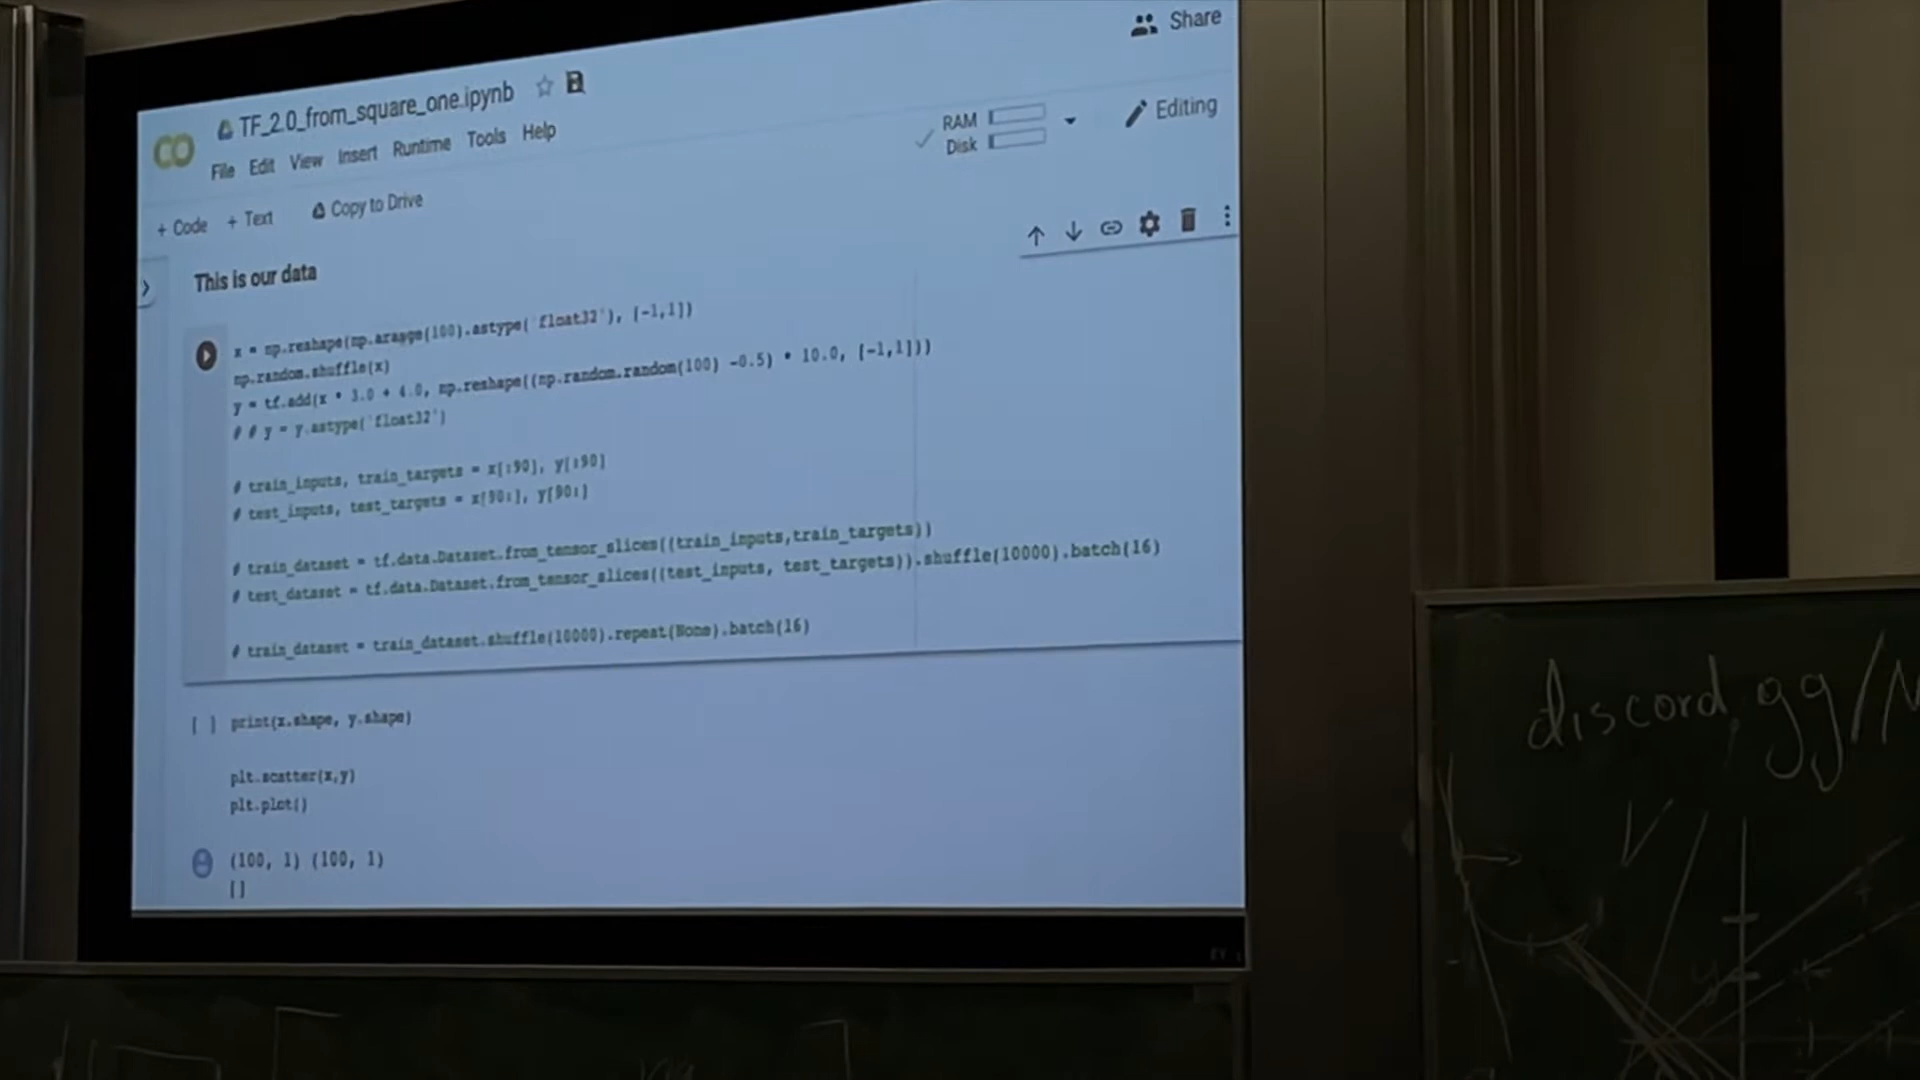 Share
TF_2.0_from_square_one.ipynb
File Edit View Insert Runtime Tools Help
RAM
Disk
Editing
+ Code + Text Copy to Drive
This is our data
x = np.reshape(np.arange(100).astype('float32'), [-1,1])
np.random.shuffle(x)
y = tf.add(x * 3.0 + 4.0, np.reshape((np.random.random(100) -0.5) * 10.0, [-1,1]))
# # y = y.astype('float32')
# train_inputs, train_targets = x[:90], y[:90]
# test_inputs, test_targets = x[90:], y[90:]
# train_dataset = tf.data.Dataset.from_tensor_slices((train_inputs,train_targets))
# test_dataset = tf.data.Dataset.from_tensor_slices((test_inputs, test_targets)).shuffle(10000).batch(16)
# train_dataset = train_dataset.shuffle(10000).repeat(None).batch(16)
[ ] print(x.shape, y.shape)
plt.scatter(x,y)
plt.plot()
(100, 1) (100, 1)
[]
discord.gg/